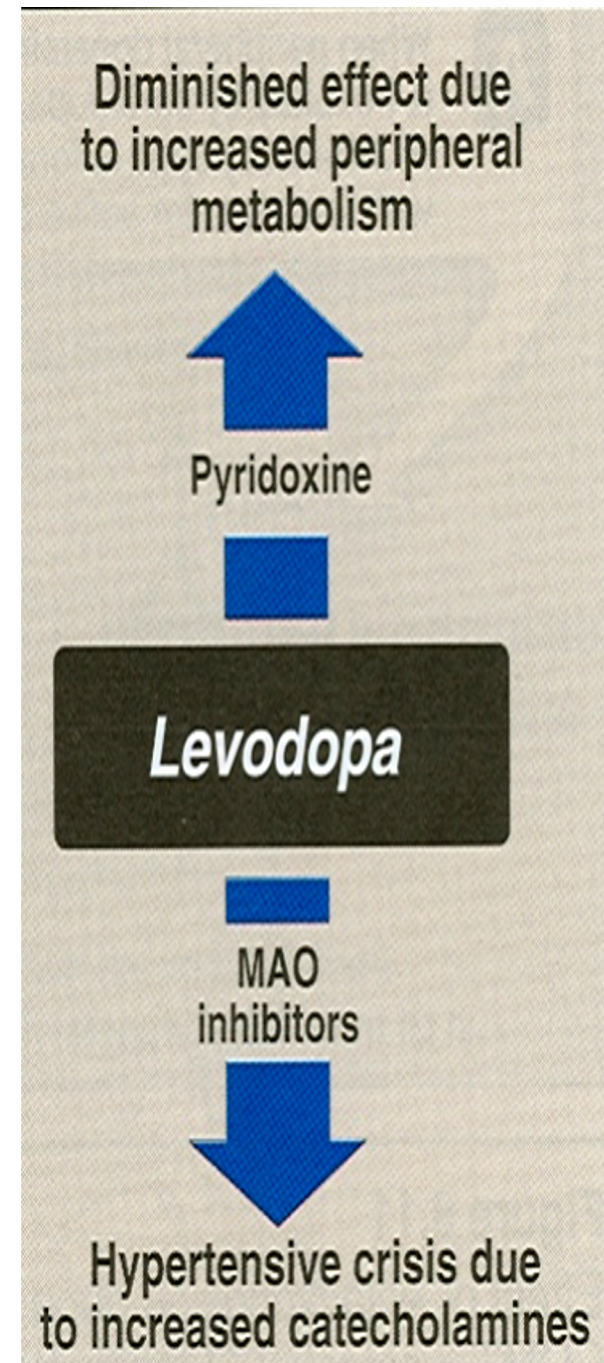 Diminished effect due
to increased peripheral
metabolism
Pyridoxine
Levodopa
MAO
inhibitors
Hypertensive crisis due
to increased catecholamines